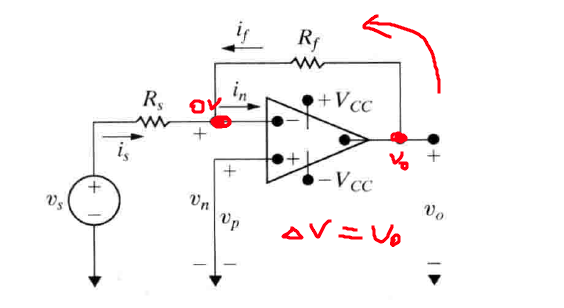 i_f
R_f
R_s
0V
i_n
+V_CC
−
i_s
+
+
v_o
+
+
−V_CC
v_s
+
−
v_n
v_p
ΔV = V_o
v_o
−
−
−